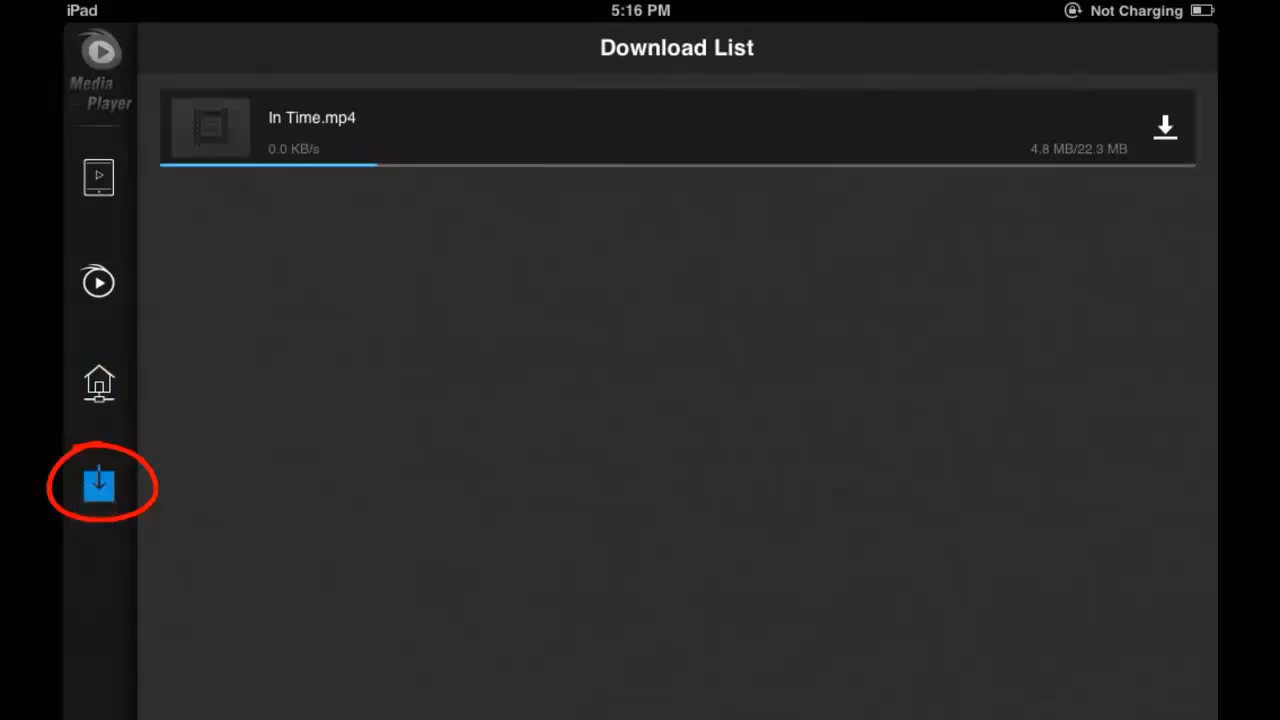 iPad
5:16 PM
Not Charging
Media
Player
Download List
In Time.mp4
0.0 KB/s
4.8 MB/22.3 MB